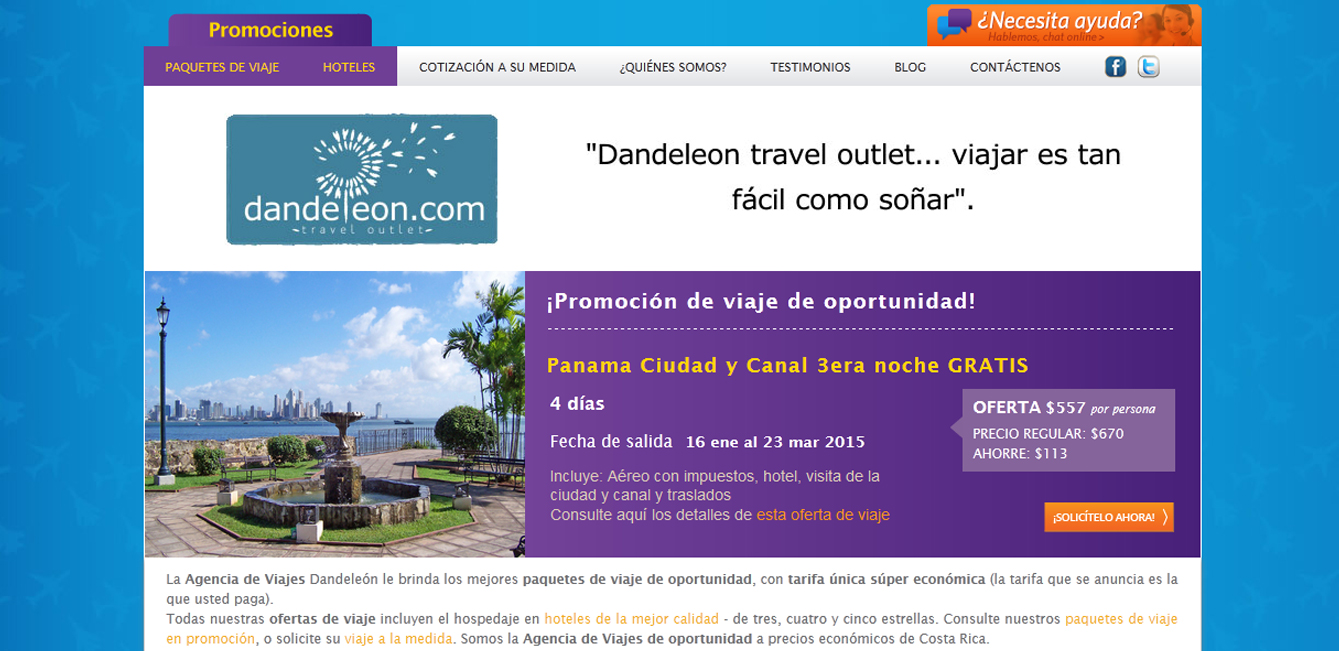 Promociones
¿Necesita ayuda?
Hablemos, chat online >
PAQUETES DE VIAJE HOTELES COTIZACIÓN A SU MEDIDA ¿QUIÉNES SOMOS? TESTIMONIOS BLOG CONTÁCTENOS
dandeleon.com
travel outlet
"Dandeleon travel outlet... viajar es tan
fácil como soñar".
¡Promoción de viaje de oportunidad!
Panama Ciudad y Canal 3era noche GRATIS
4 días
Fecha de salida 16 ene al 23 mar 2015
Incluye: Aéreo con impuestos, hotel, visita de la
ciudad y canal y traslados
Consulte aquí los detalles de esta oferta de viaje
OFERTA $557 por persona
PRECIO REGULAR: $670
AHORRE: $113
¡SOLICÍTELO AHORA!
La Agencia de Viajes Dandeleón le brinda los mejores paquetes de viaje de oportunidad, con tarifa única súper económica (la tarifa que se anuncia es la
que usted paga).
Todas nuestras ofertas de viaje incluyen el hospedaje en hoteles de la mejor calidad - de tres, cuatro y cinco estrellas. Consulte nuestros paquetes de viaje
en promoción, o solicite su viaje a la medida. Somos la Agencia de Viajes de oportunidad a precios económicos de Costa Rica.